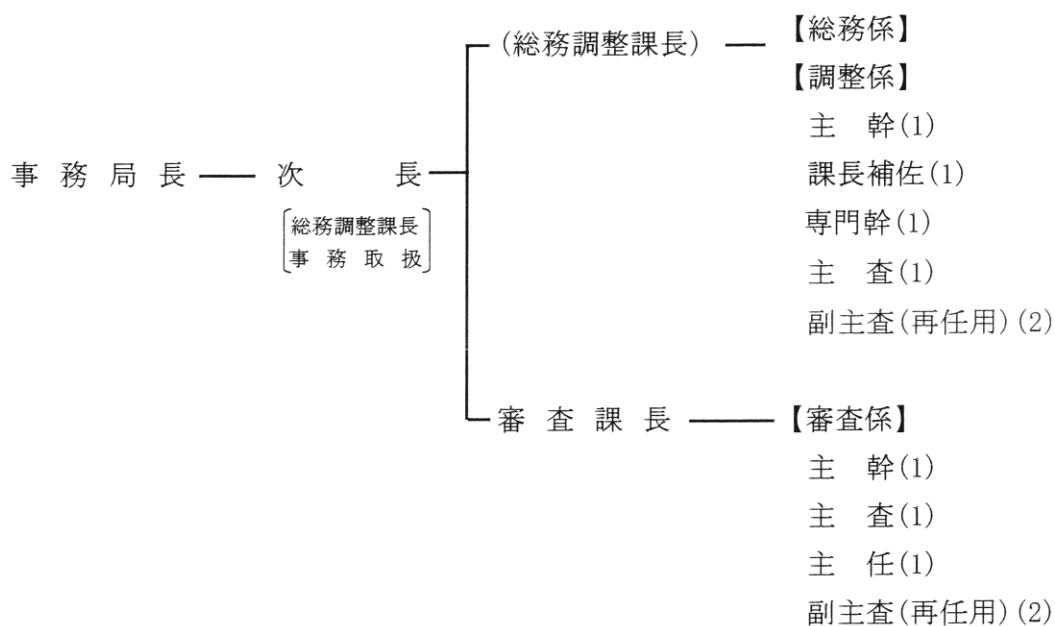 (総務調整課長)
【総務係】
【調整係】
主 幹(1)
課長補佐(1)
専門幹(1)
主 査(1)
副主査(再任用)(2)
事務局長
次 長
総務調整課長
事務取扱
審査課長
【審査係】
主 幹(1)
主 査(1)
主 任(1)
副主査(再任用)(2)